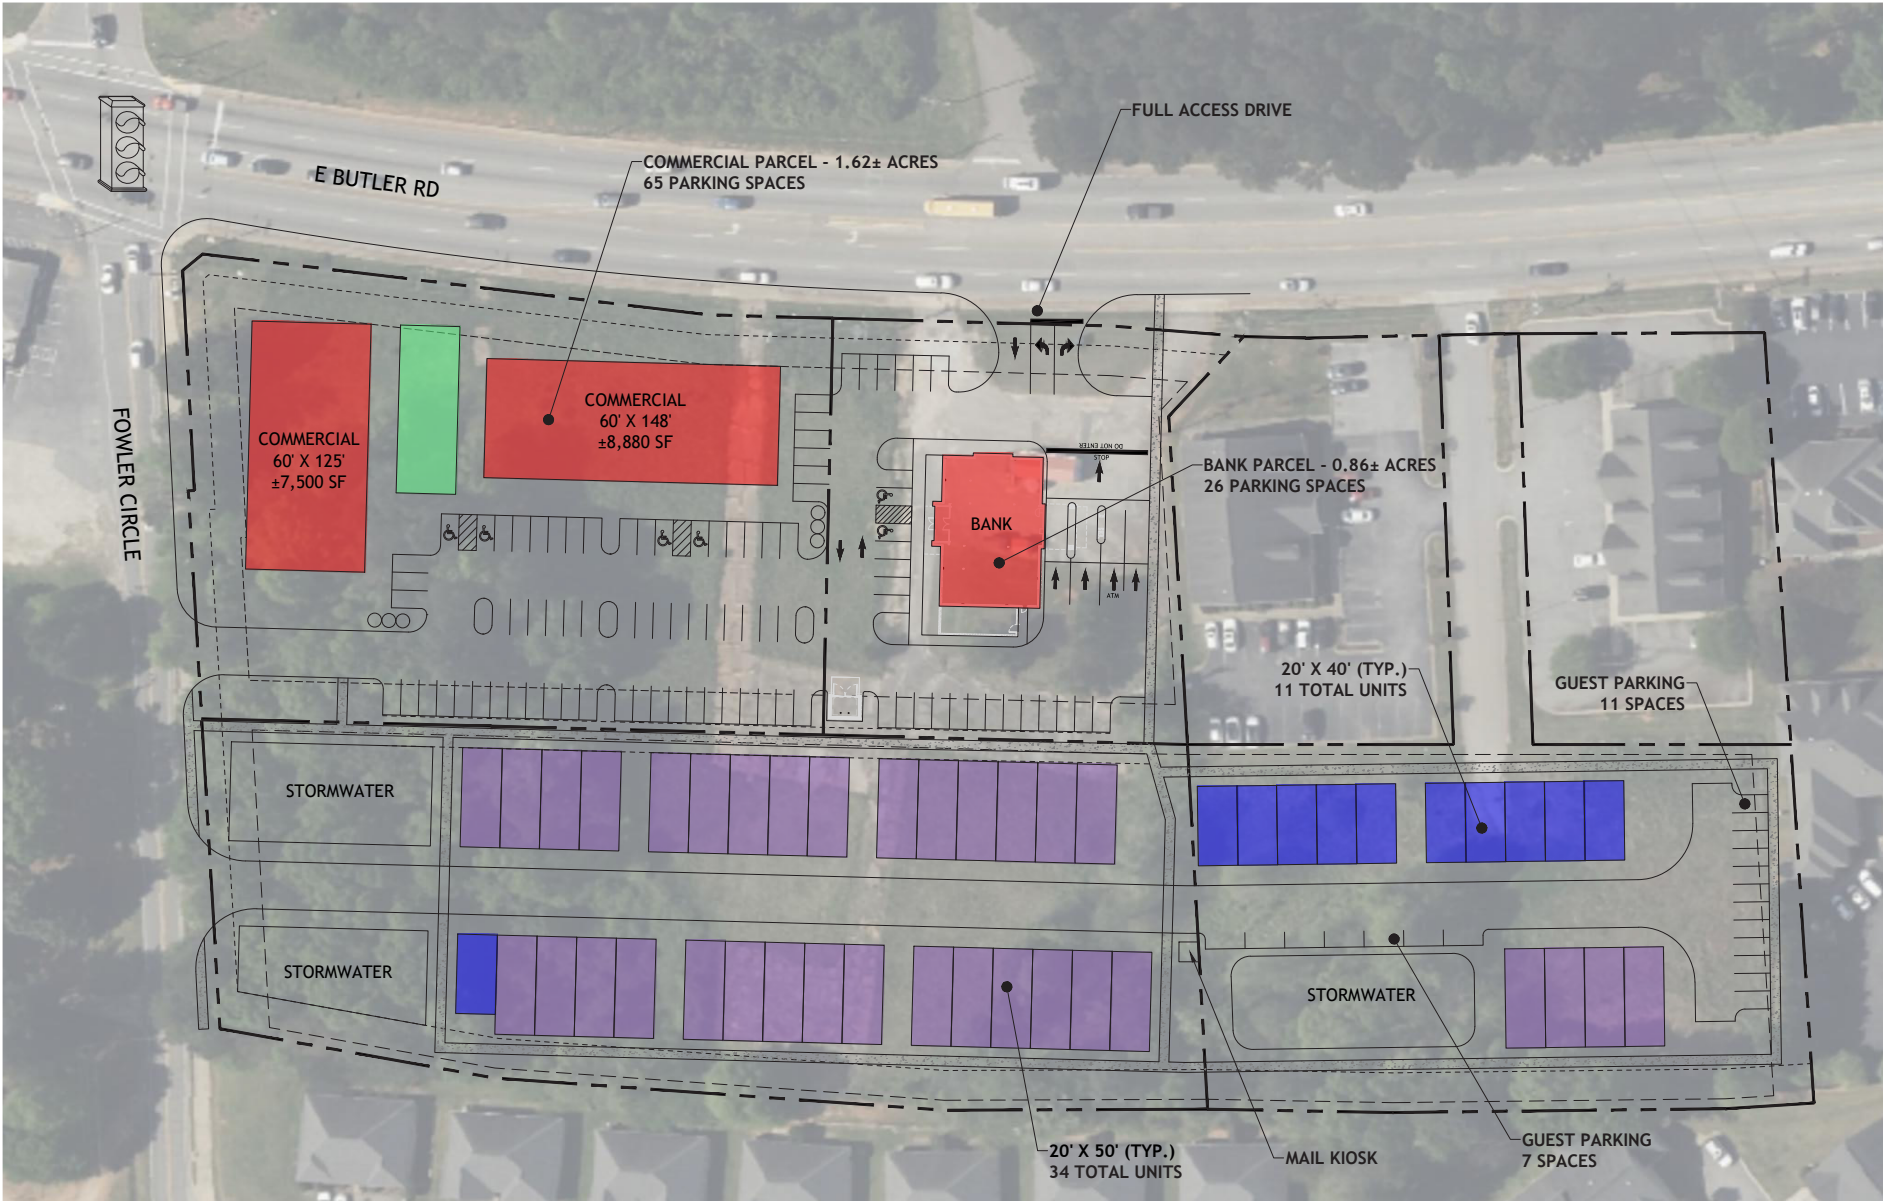 FULL ACCESS DRIVE
COMMERCIAL PARCEL - 1.62± ACRES
65 PARKING SPACES
E BUTLER RD
COMMERCIAL
60' X 148'
±8,880 SF
COMMERCIAL
60' X 125'
±7,500 SF
FOWLER CIRCLE
DO NOT ENTER
STOP
BANK PARCEL - 0.86± ACRES
26 PARKING SPACES
BANK
ATM
20' X 40' (TYP.)
11 TOTAL UNITS
GUEST PARKING
11 SPACES
STORMWATER
STORMWATER
STORMWATER
20' X 50' (TYP.)
34 TOTAL UNITS
MAIL KIOSK
GUEST PARKING
7 SPACES